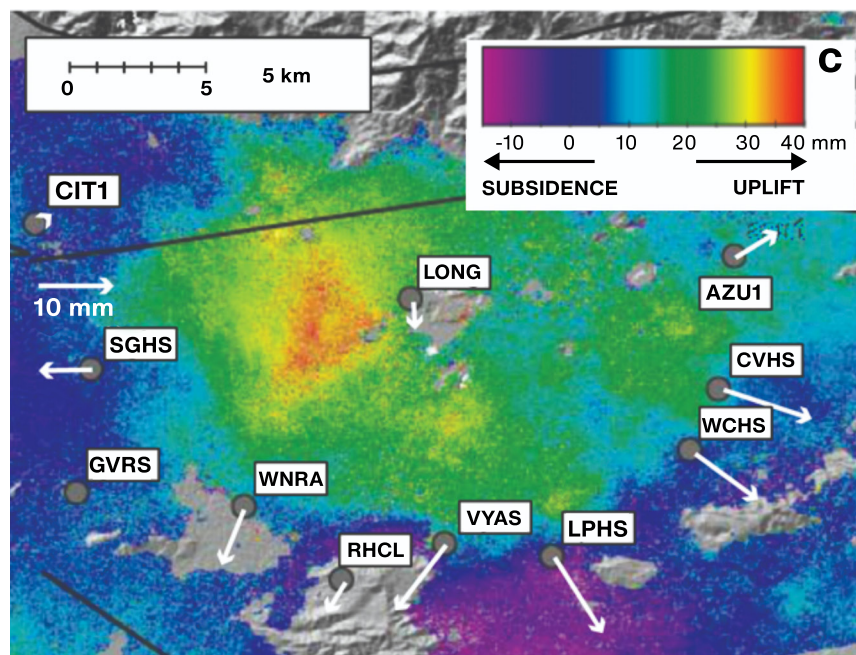 C
0 5 5 km
-10 0 10 20 30 40 mm
SUBSIDENCE UPLIFT
CIT1
LONG
AZU1
10 mm
SGHS
CVHS
WCHS
GVRS
WNRA
VYAS
LPHS
RHCL